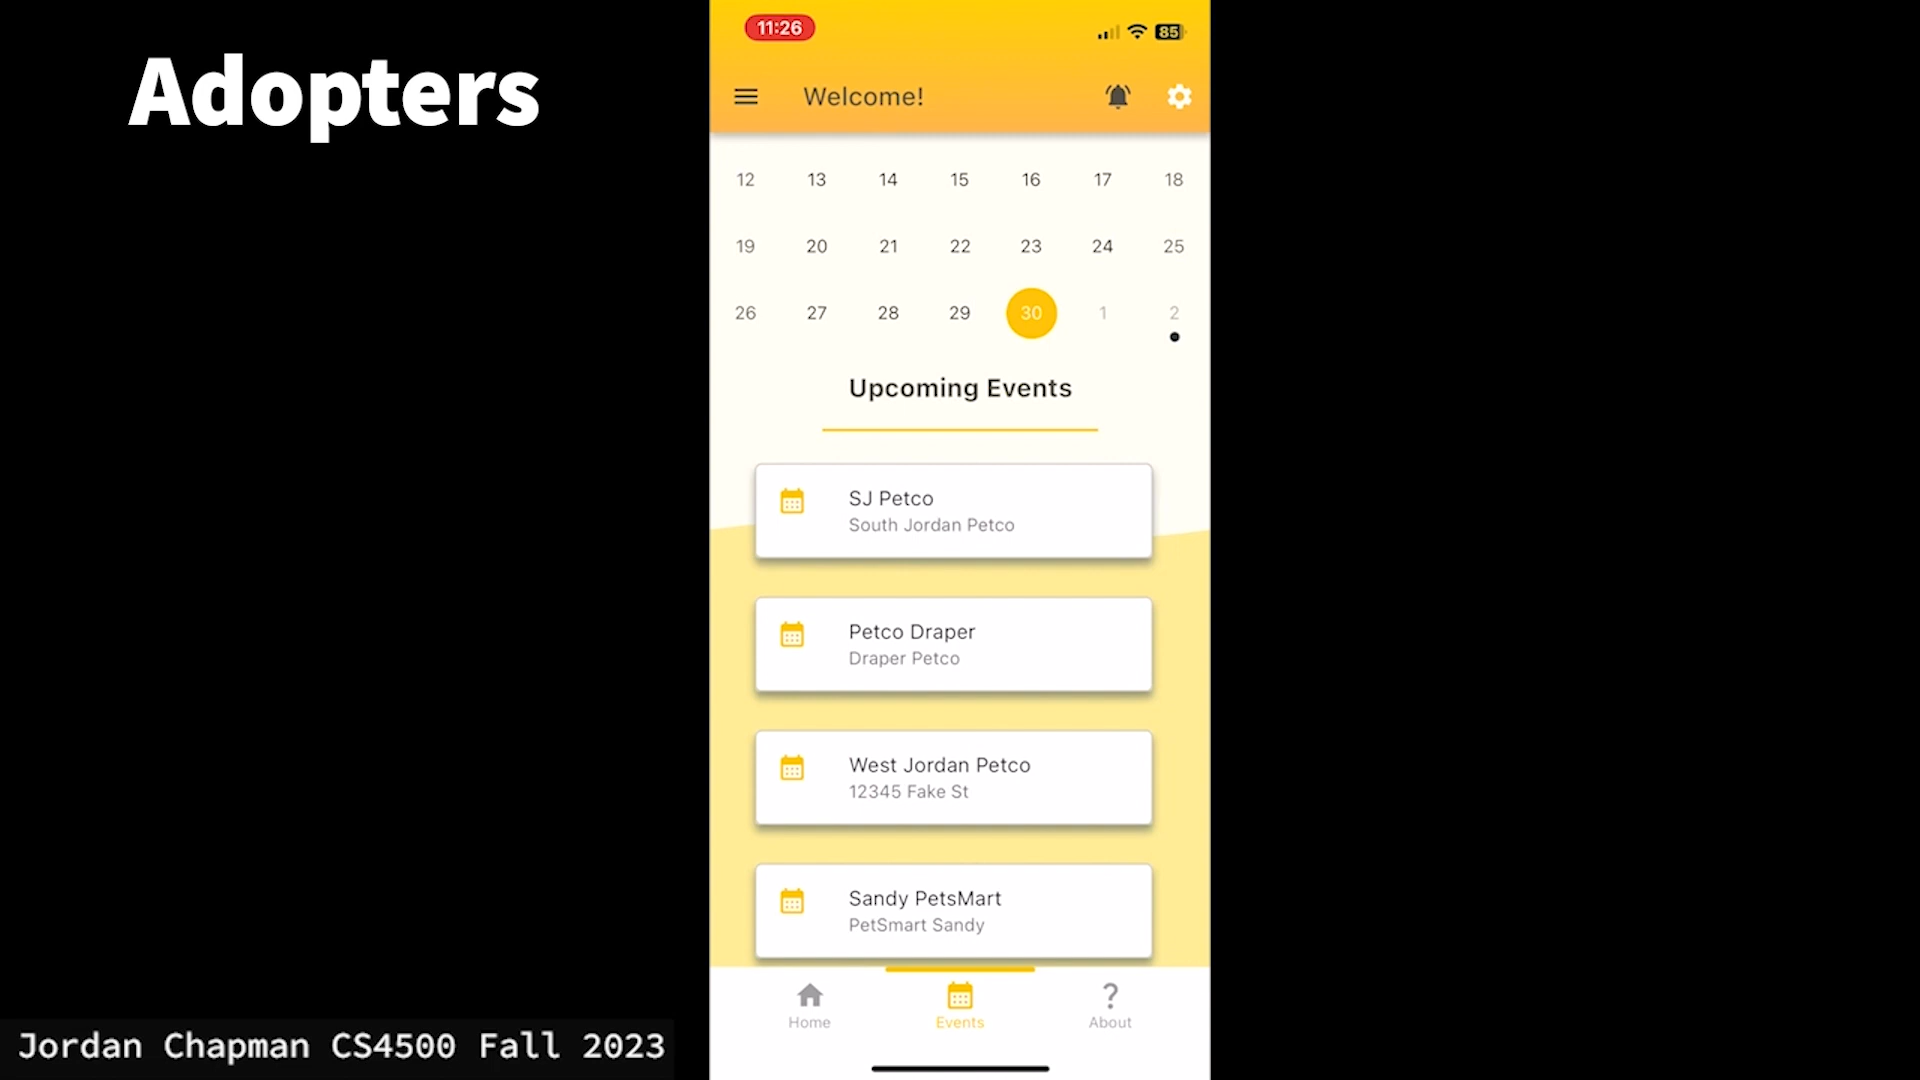 Adopters
11:26
85
Welcome!
12 13 14 15 16 17 18
19 20 21 22 23 24 25
26 27 28 29 30 1 2
Upcoming Events
SJ Petco
South Jordan Petco
Petco Draper
Draper Petco
West Jordan Petco
12345 Fake St
Sandy PetsMart
PetSmart Sandy
Home Events About
Jordan Chapman CS4500 Fall 2023